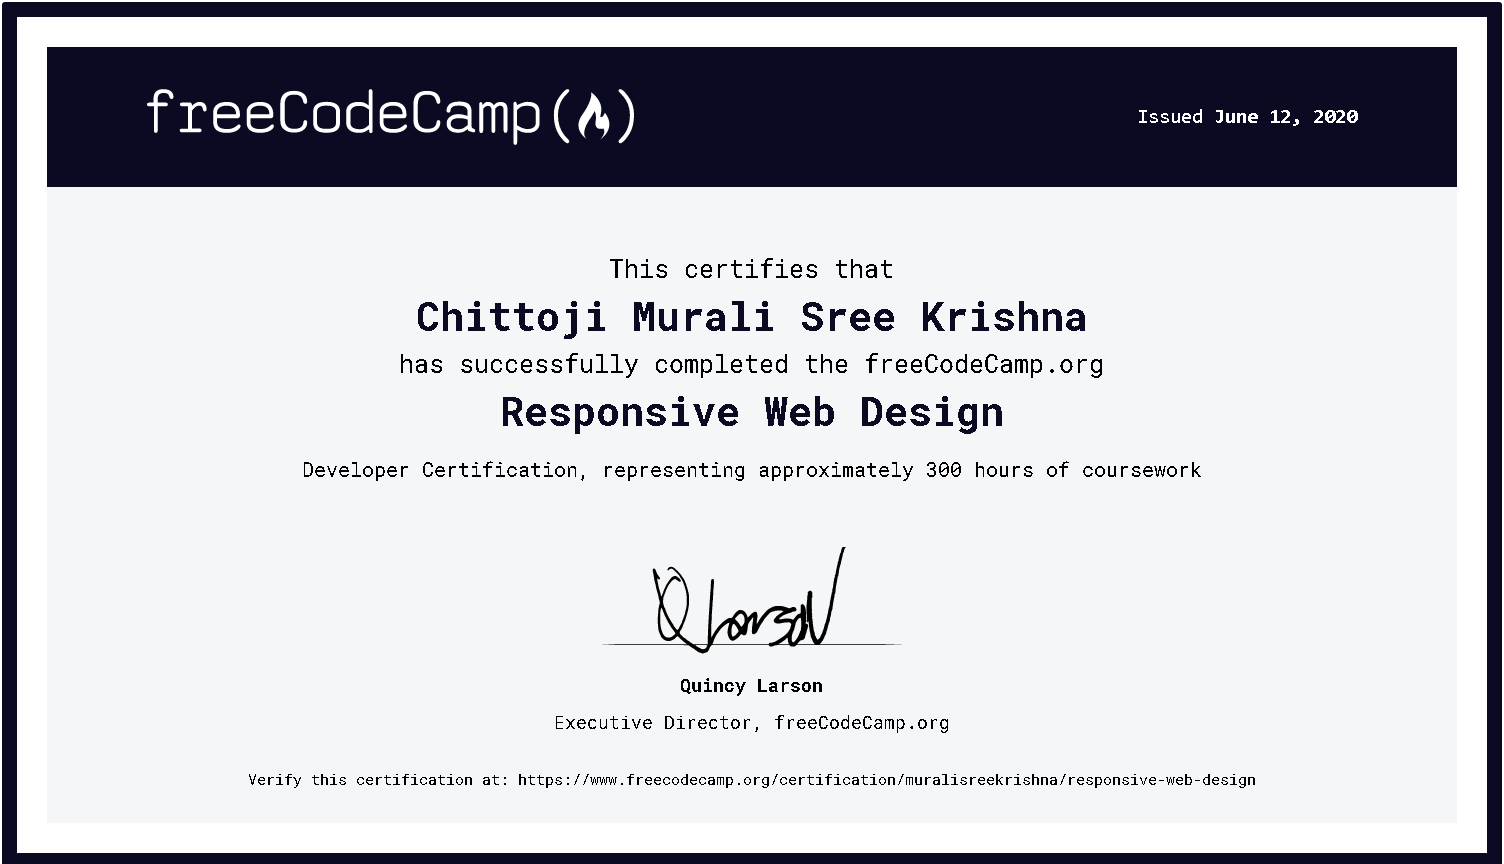 freeCodeCamp
Issued June 12, 2020
This certifies that
Chittoji Murali Sree Krishna
has successfully completed the freeCodeCamp.org
Responsive Web Design
Developer Certification, representing approximately 300 hours of coursework
Q Larson
Quincy Larson
Executive Director, freeCodeCamp.org
Verify this certification at: https://www.freecodecamp.org/certification/muralisreekrishna/responsive-web-design